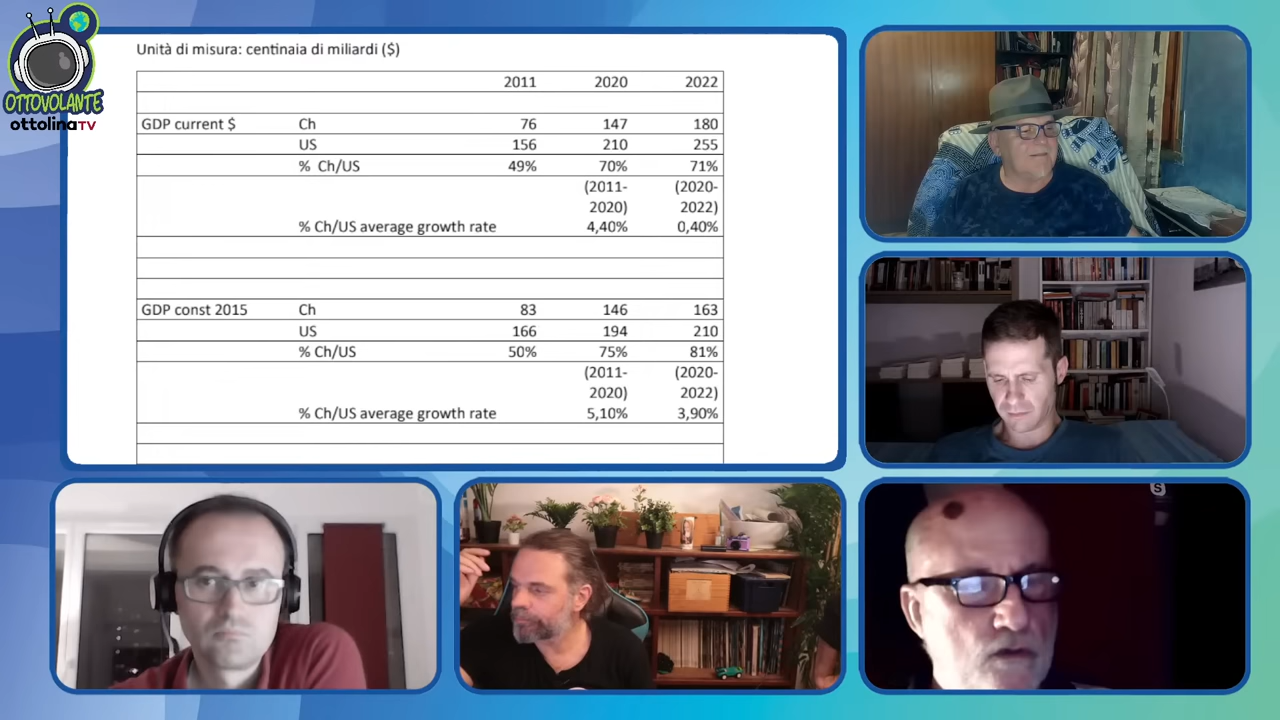 OTTOVOLANTE
ottolinaTV
Unità di misura: centinaia di miliardi ($)
2011 2020 2022
GDP current $ Ch 76 147 180
US 156 210 255
% Ch/US 49% 70% 71%
(2011- (2020-
2020) 2022)
% Ch/US average growth rate 4,40% 0,40%
GDP const 2015 Ch 83 146 163
US 166 194 210
% Ch/US 50% 75% 81%
(2011- (2020-
2020) 2022)
% Ch/US average growth rate 5,10% 3,90%
S